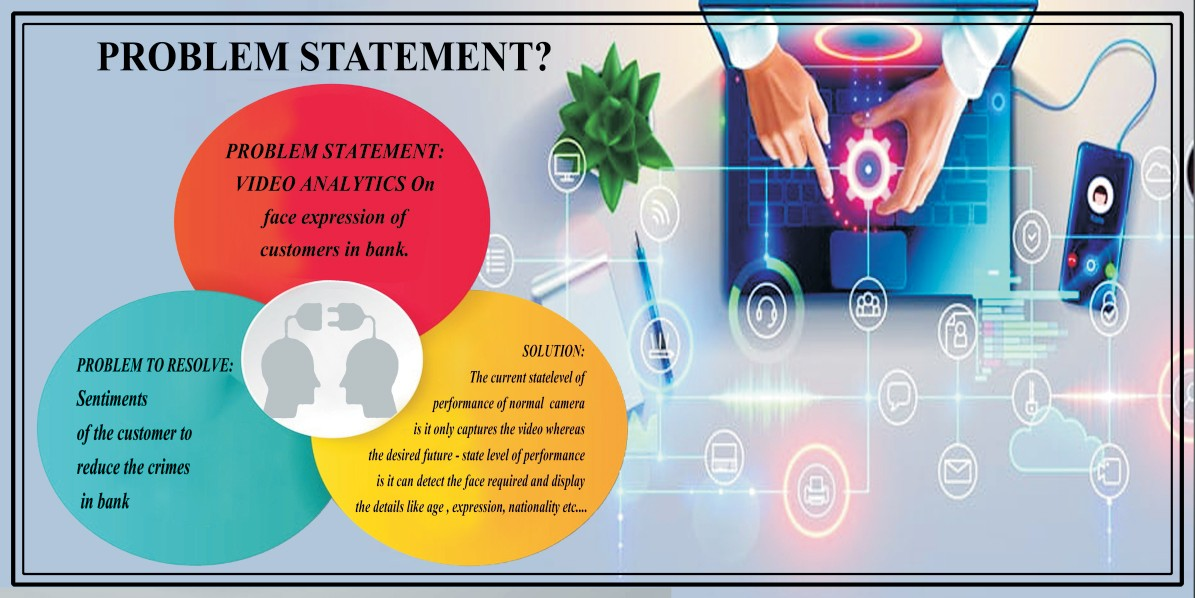 PROBLEM STATEMENT?
PROBLEM STATEMENT:
VIDEO ANALYTICS On
face expression of
customers in bank.
PROBLEM TO RESOLVE:
Sentiments
of the customer to
reduce the crimes
in bank
SOLUTION:
The current statelevel of
performance of normal camera
is it only captures the video whereas
the desired future - state level of performance
is it can detect the face required and display
the details like age , expression, nationality etc....